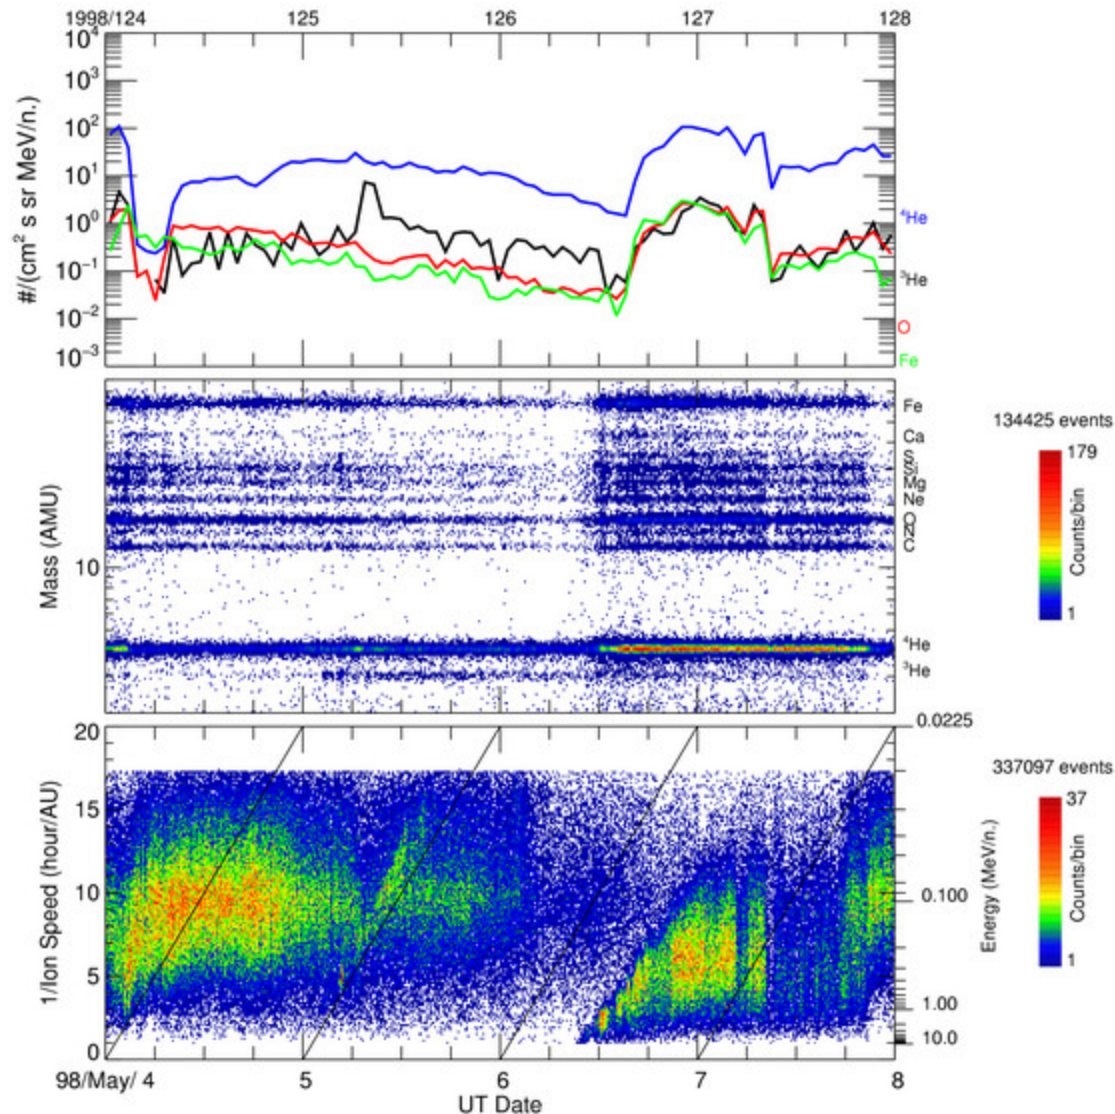 1998/124 125 126 127 128
10^4
10^3
10^2
10^1
10^0
10^-1
10^-2
10^-3
#/(cm² s sr MeV/n.)
⁴He
³He
O
Fe
Mass (AMU)
10
Fe
Ca
S
Si
Mg
Ne
O
N
C
⁴He
³He
134425 events
179
Counts/bin
1
1/Ion Speed (hour/AU)
20
15
10
5
0
0.0225
0.100
1.00
10.0
Energy (MeV/n.)
337097 events
37
Counts/bin
1
98/May/ 4 5 6 7 8
UT Date